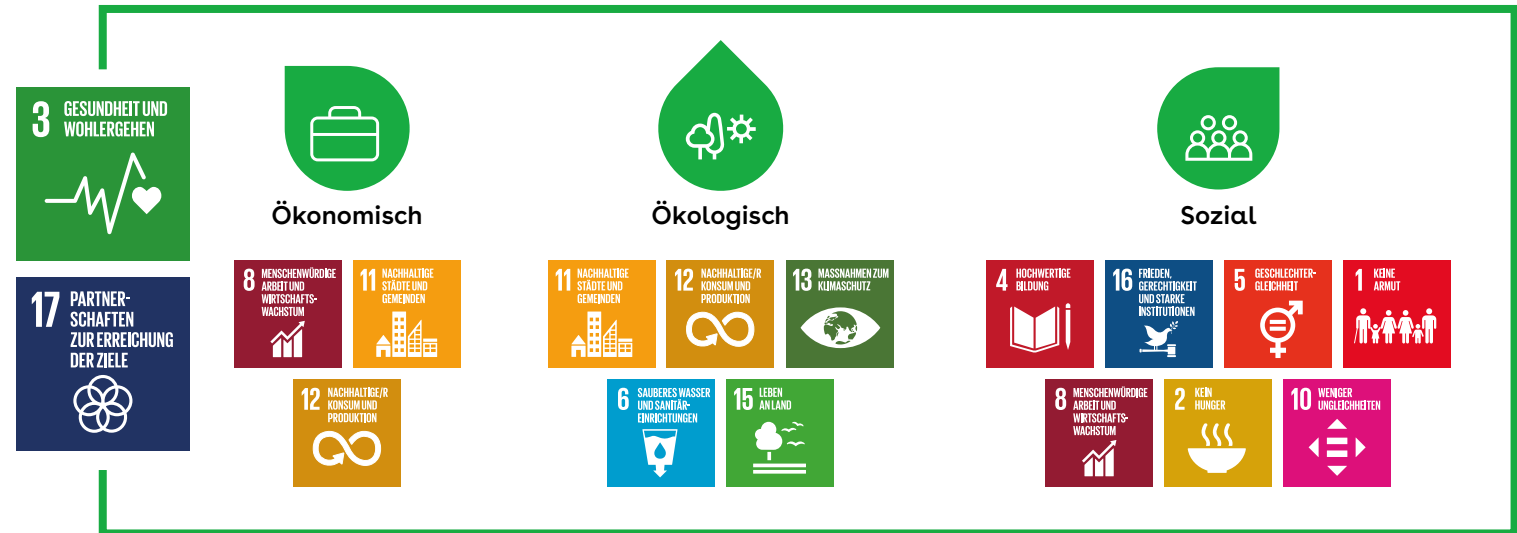 3 GESUNDHEIT UND
WOHLERGEHEN
17 PARTNER-
SCHAFTEN
ZUR ERREICHUNG
DER ZIELE
Ökonomisch
8 MENSCHENWÜRDIGE
ARBEIT UND
WIRTSCHAFTS-
WACHSTUM
11 NACHHALTIGE
STÄDTE UND
GEMEINDEN
12 NACHHALTIGE/R
KONSUM UND
PRODUKTION
Ökologisch
11 NACHHALTIGE
STÄDTE UND
GEMEINDEN
12 NACHHALTIGE/R
KONSUM UND
PRODUKTION
13 MASSNAHMEN ZUM
KLIMASCHUTZ
6 SAUBERES WASSER
UND SANITÄR-
EINRICHTUNGEN
15 LEBEN
AN LAND
Sozial
4 HOCHWERTIGE
BILDUNG
16 FRIEDEN,
GERECHTIGKEIT
UND STARKE
INSTITUTIONEN
5 GESCHLECHTER-
GLEICHHEIT
1 KEINE
ARMUT
8 MENSCHENWÜRDIGE
ARBEIT UND
WIRTSCHAFTS-
WACHSTUM
2 KEIN
HUNGER
10 WENIGER
UNGLEICHHEITEN